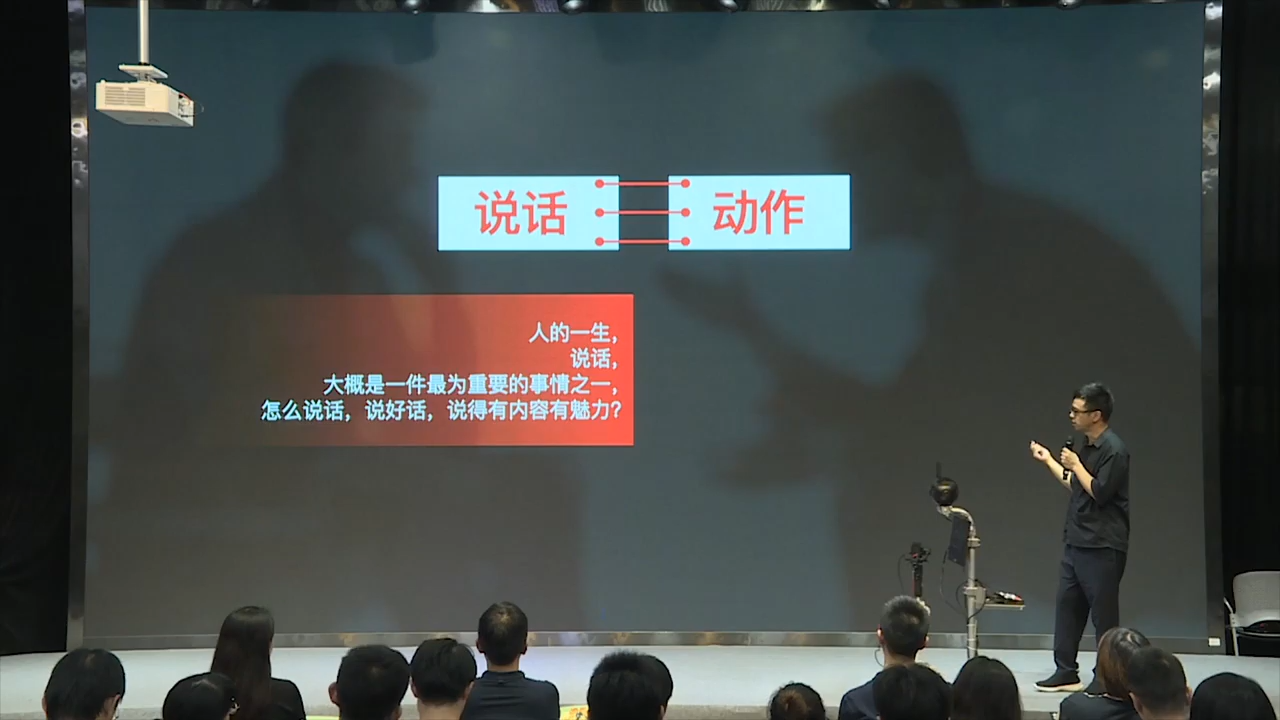 说话
动作
人的一生,
说话,
大概是一件最为重要的事情之一,
怎么说话，说好话，说得有内容有魅力?